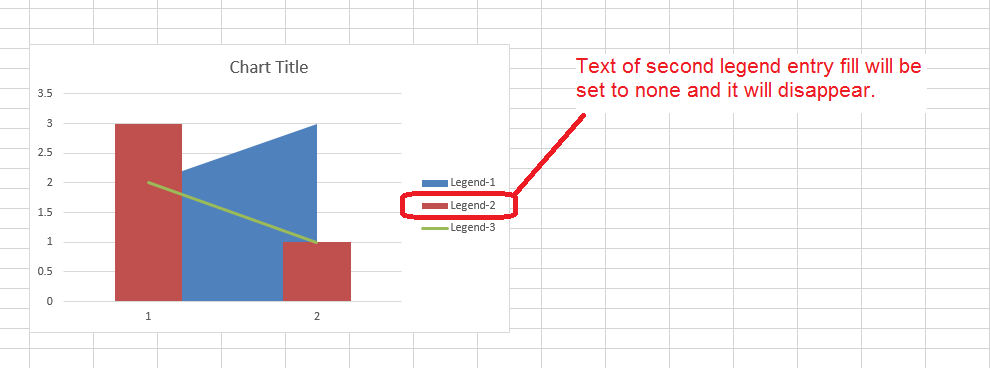 Chart Title
Text of second legend entry fill will be
set to none and it will disappear.
3.5
3
2.5
2
1.5
1
0.5
0
1 2
Legend-1
Legend-2
Legend-3